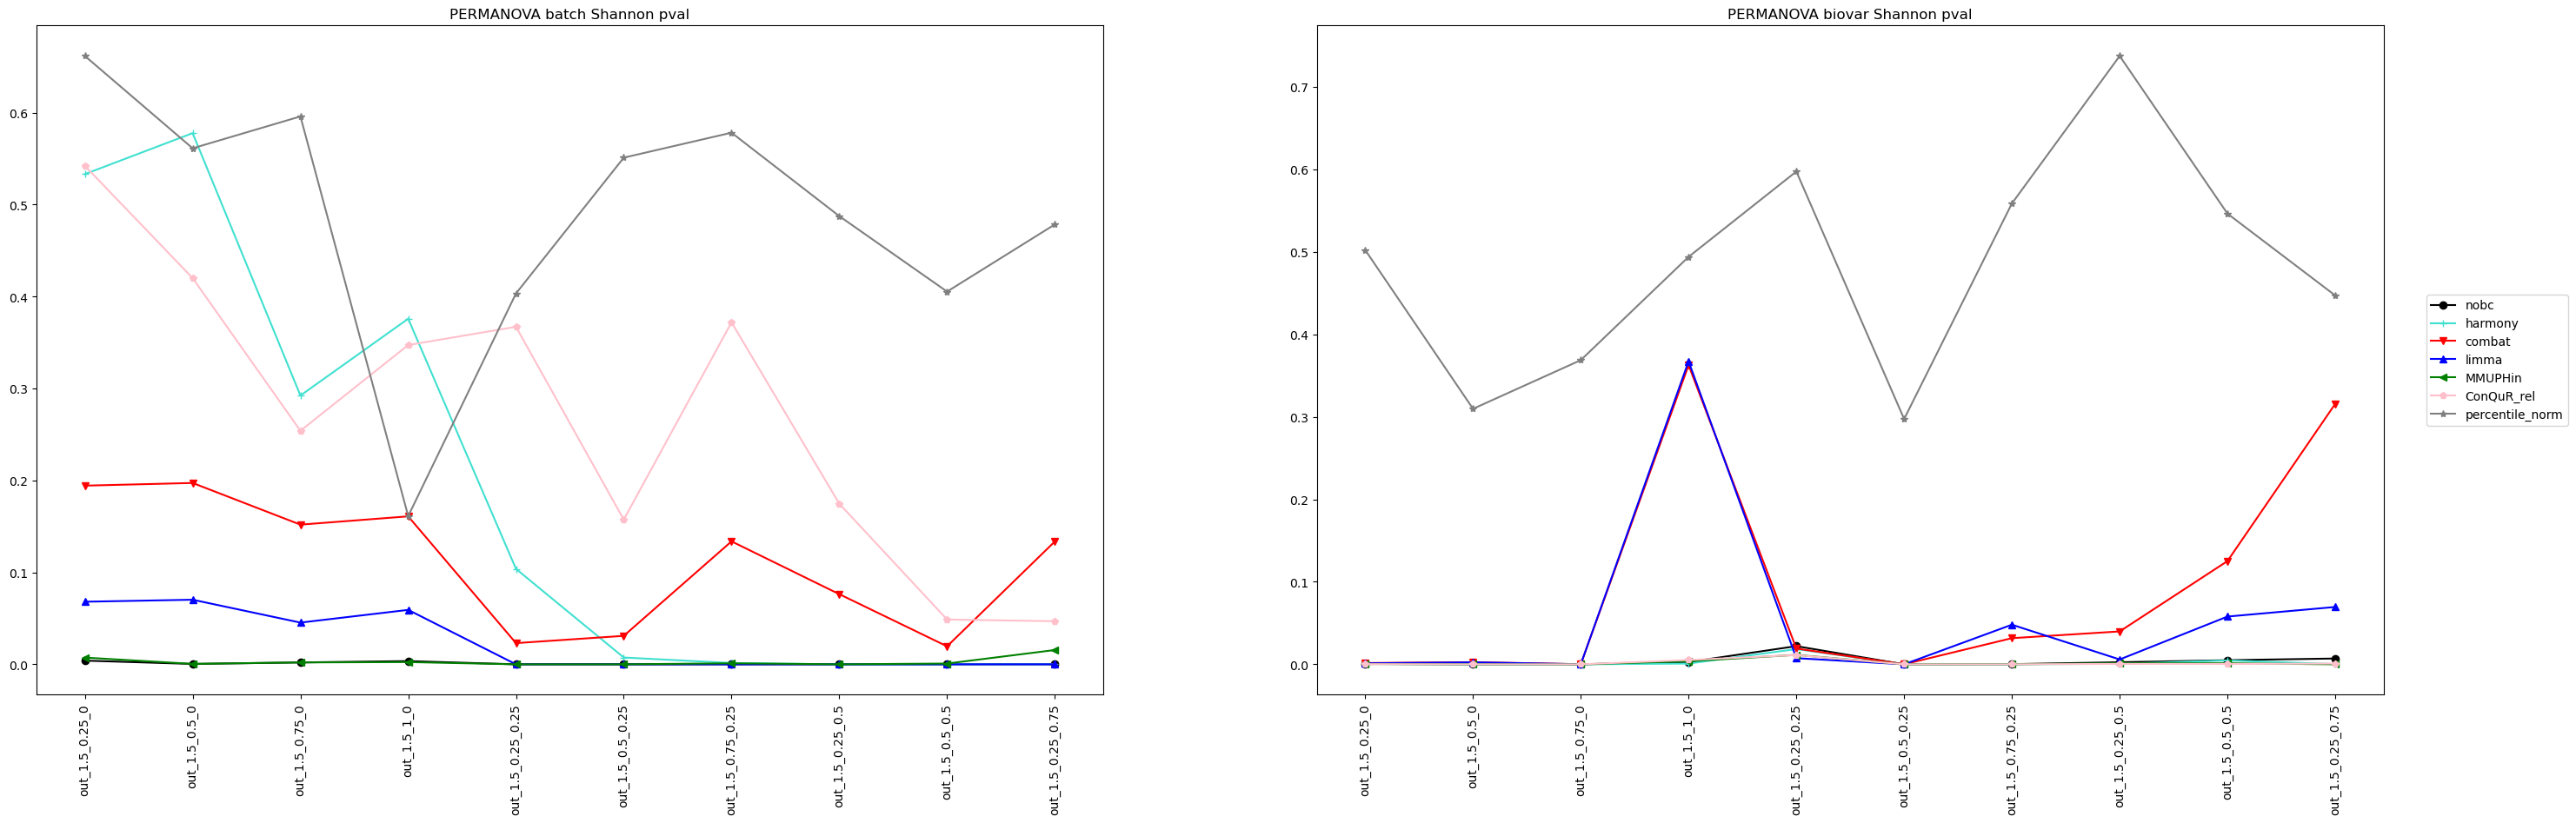 PERMANOVA batch Shannon pval
0.6
0.5
0.4
0.3
0.2
0.1
0.0
out_1.5_0.25_0
out_1.5_0.5_0
out_1.5_0.75_0
out_1.5_1_0
out_1.5_0.25_0.25
out_1.5_0.5_0.25
out_1.5_0.75_0.25
out_1.5_0.25_0.5
out_1.5_0.5_0.5
out_1.5_0.25_0.75
PERMANOVA biovar Shannon pval
0.7
0.6
0.5
0.4
0.3
0.2
0.1
0.0
out_1.5_0.25_0
out_1.5_0.5_0
out_1.5_0.75_0
out_1.5_1_0
out_1.5_0.25_0.25
out_1.5_0.5_0.25
out_1.5_0.75_0.25
out_1.5_0.25_0.5
out_1.5_0.5_0.5
out_1.5_0.25_0.75
nobc
harmony
combat
limma
MMUPHin
ConQuR_rel
percentile_norm